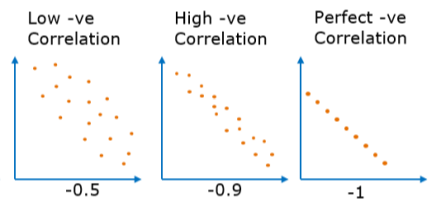 Low -ve
Correlation
High -ve
Correlation
Perfect -ve
Correlation
-0.5
-0.9
-1